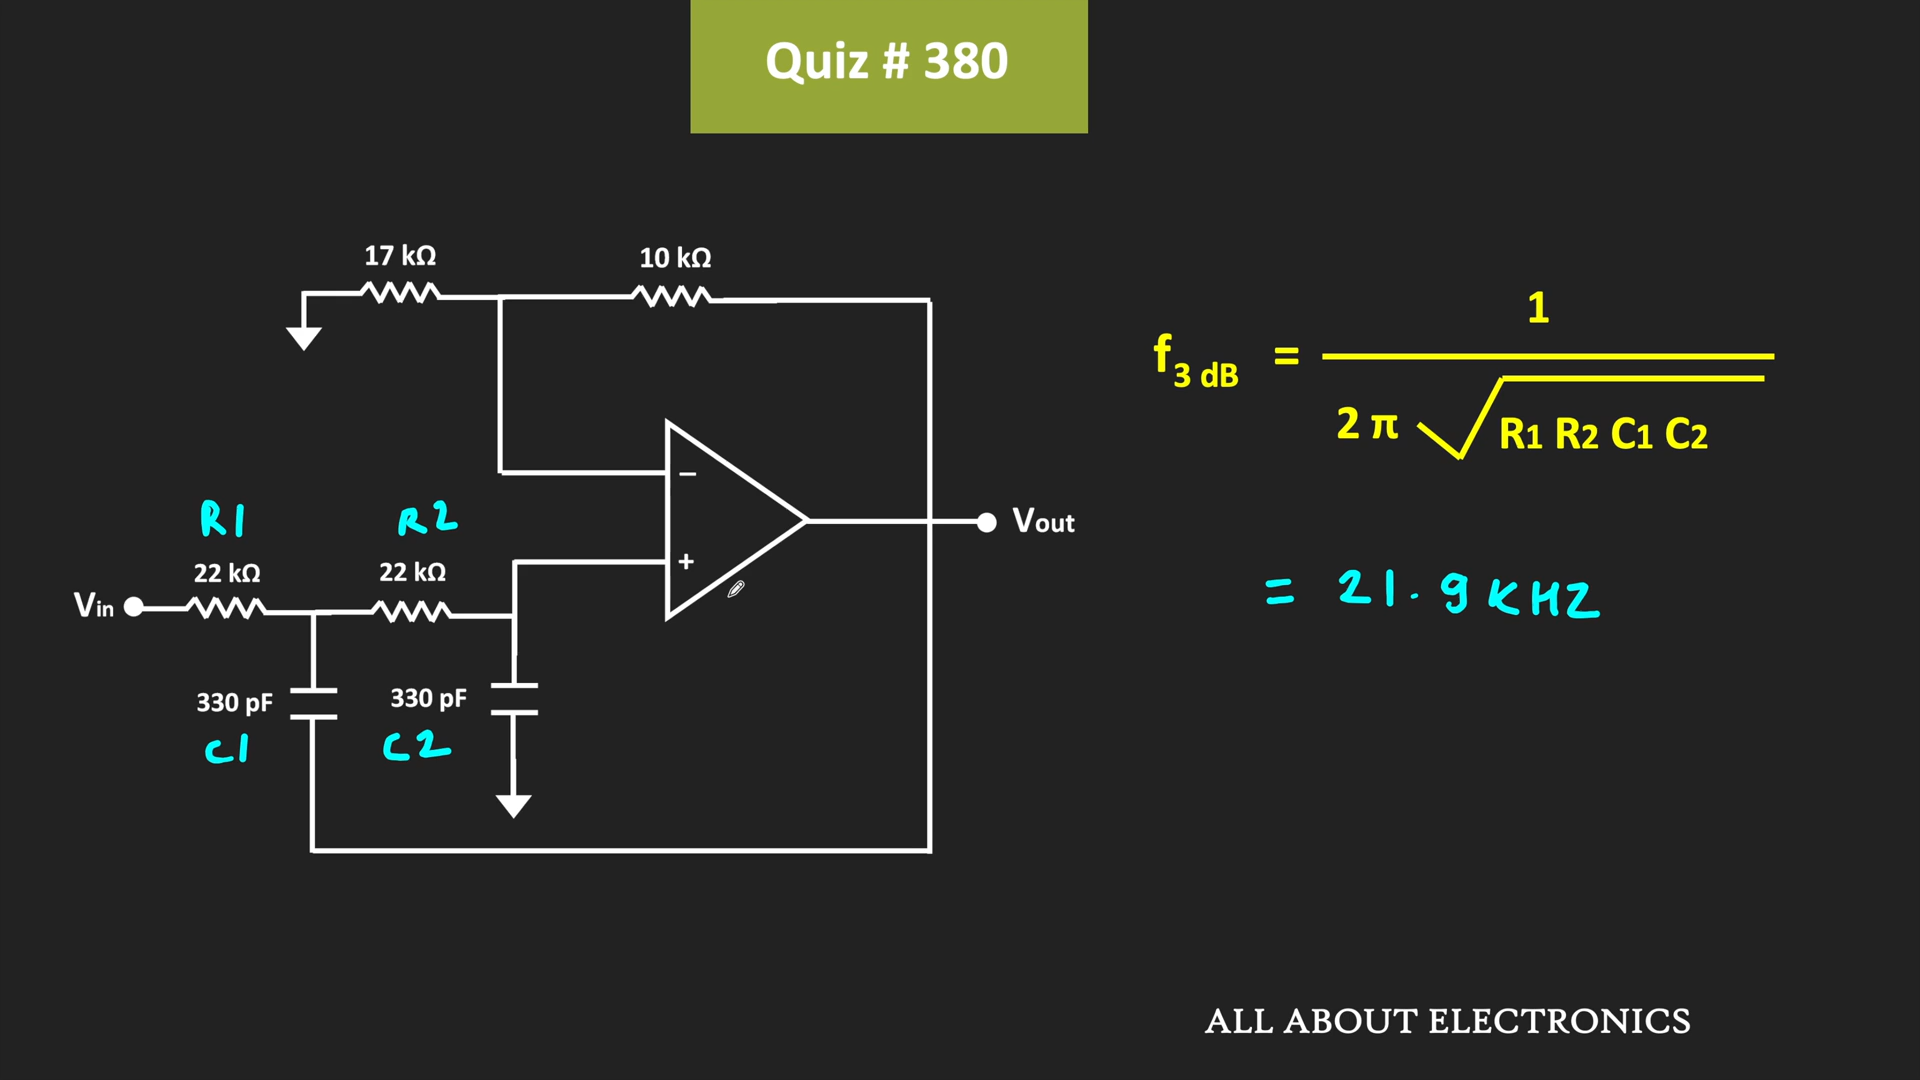 Quiz # 380
17 kΩ
10 kΩ
1
f3 dB =
2 π √ R1 R2 C1 C2
−
+
Vout
R1
R2
22 kΩ
22 kΩ
Vin
= 21.9 KHZ
330 pF
330 pF
C1
C2
ALL ABOUT ELECTRONICS